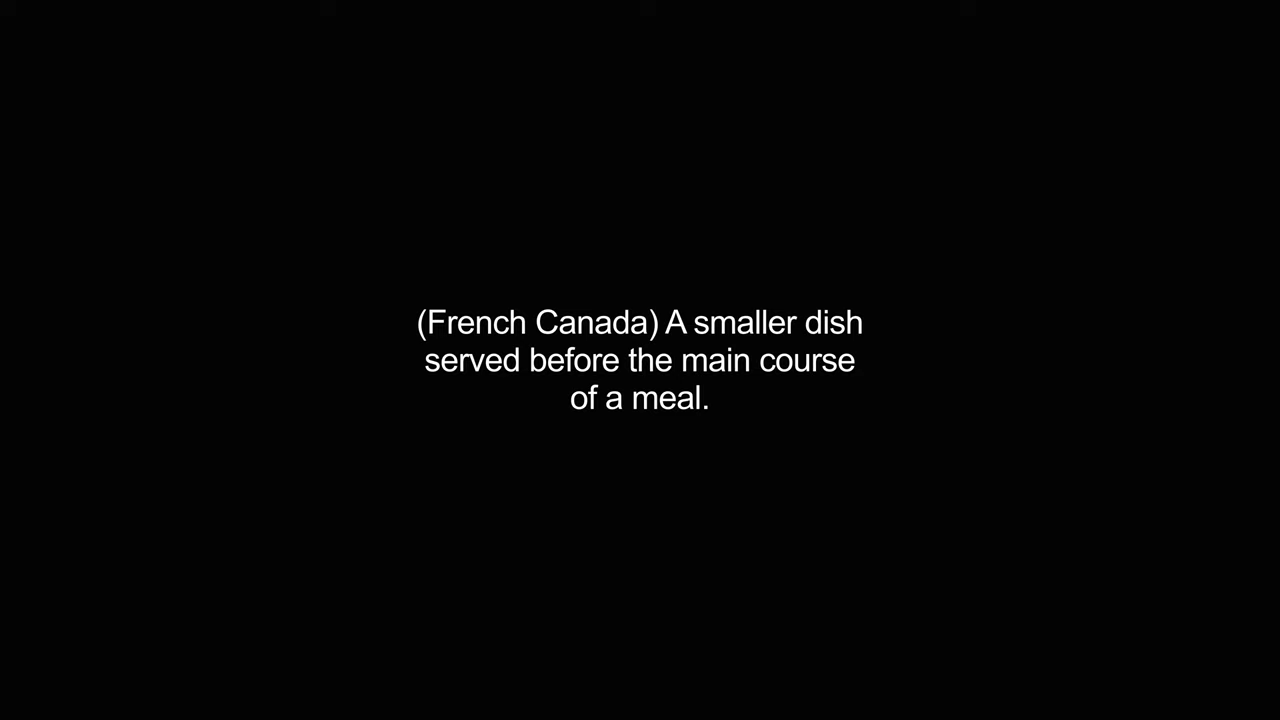 (French Canada) A smaller dish
served before the main course
of a meal.